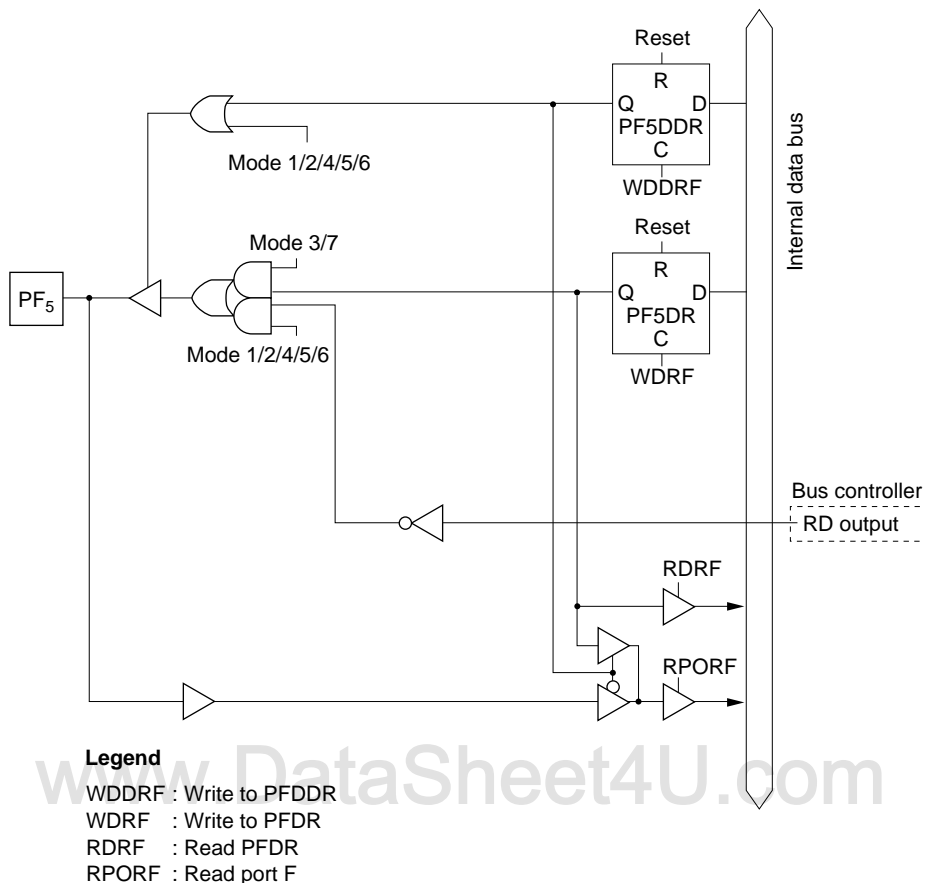 Reset
R
Q D
PF5DDR
C
WDDRF
Mode 1/2/4/5/6
Internal data bus
Reset
R
Q D
PF5DR
C
WDRF
Mode 3/7
PF5
Mode 1/2/4/5/6
Bus controller
RD output
RDRF
RPORF
Legend
WDDRF : Write to PFDDR
WDRF : Write to PFDR
RDRF : Read PFDR
RPORF : Read port F
www.DataSheet4U.com